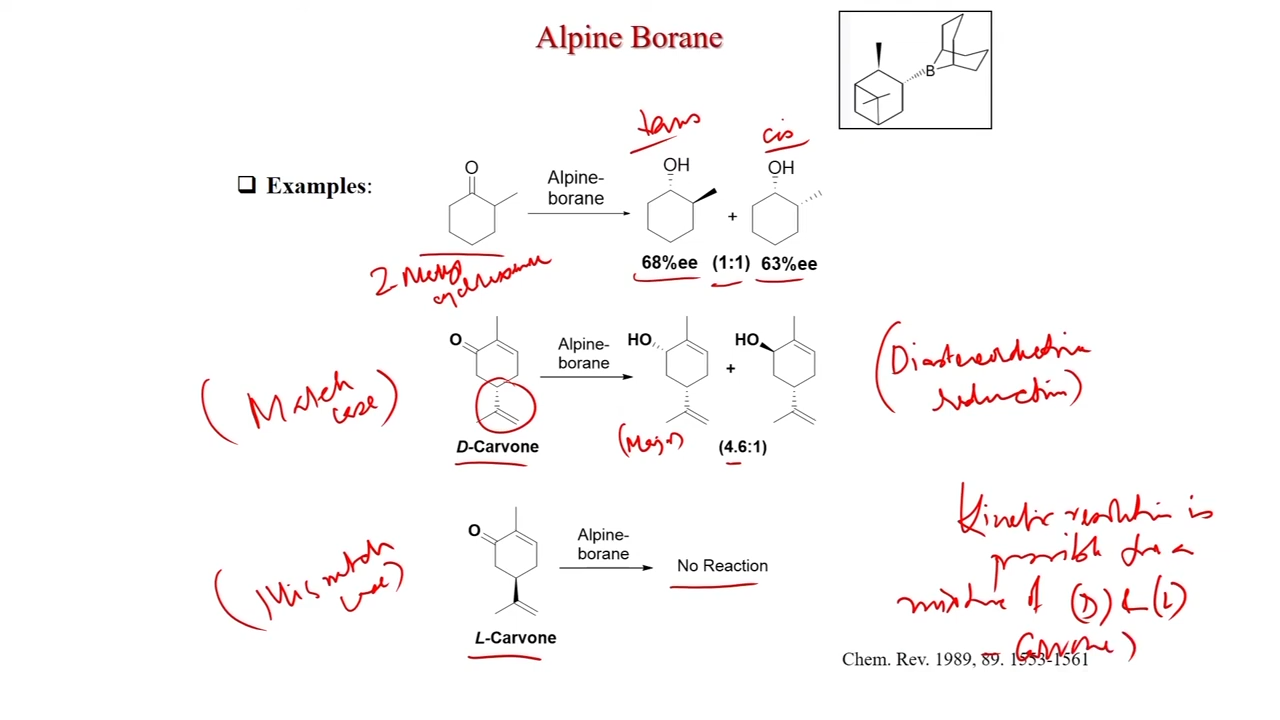 Alpine Borane
B
trans
cis
❑ Examples:
O
Alpine-
borane
OH
+
OH
68%ee (1:1) 63%ee
2 Methyl
O
Alpine-
borane
HO
+
HO
D-Carvone
(Major)
(4.6:1)
(Match
case)
reduction)
O
Alpine-
borane
No Reaction
L-Carvone
(Mismatch
case)
Kinetic resolution is
possible for a
mixture of (D) & (L)
- Carvone)
Chem. Rev. 1989, 89. 1553-1561